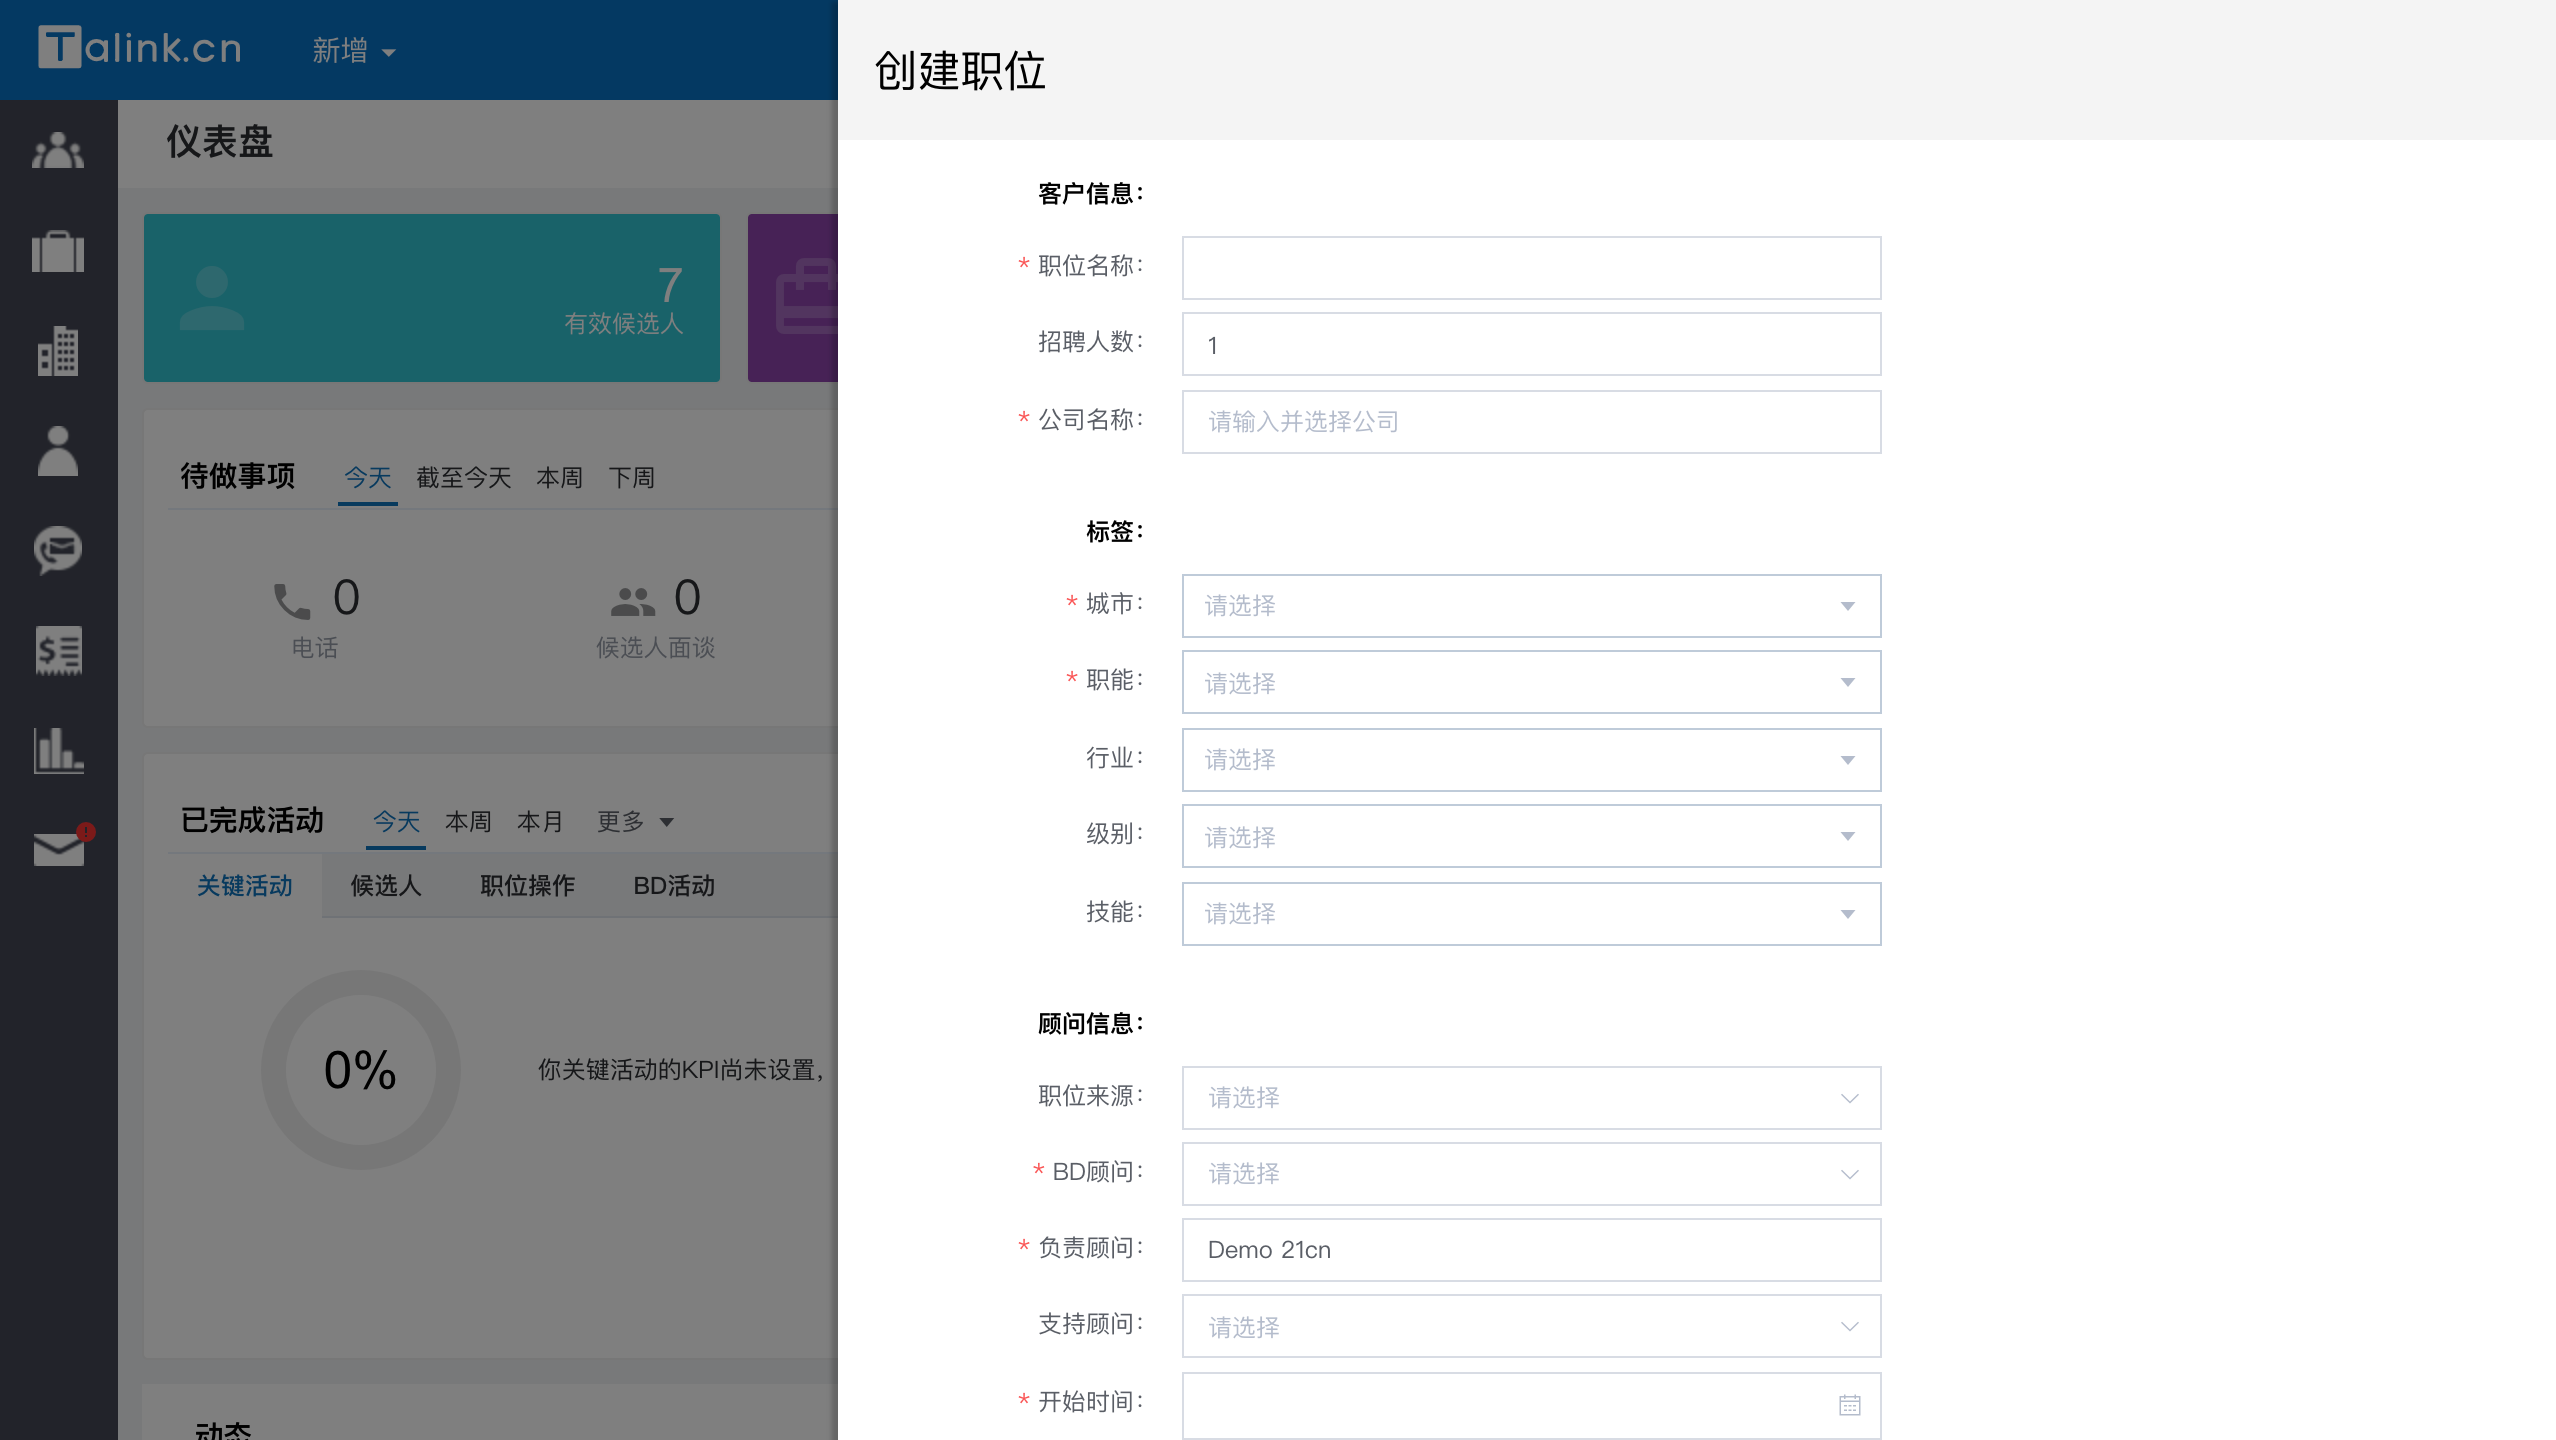 Talink.cn
新增
仪表盘
7
有效候选人
待做事项 今天 截至今天 本周 下周
0
电话
0
候选人面谈
已完成活动 今天 本周 本月 更多
关键活动 候选人 职位操作 BD活动
0%
你关键活动的KPI尚未设置，
动态
创建职位
客户信息：
* 职位名称：
招聘人数： 1
* 公司名称： 请输入并选择公司
标签：
* 城市： 请选择
* 职能： 请选择
行业： 请选择
级别： 请选择
技能： 请选择
顾问信息：
职位来源： 请选择
* BD顾问： 请选择
* 负责顾问： Demo 21cn
支持顾问： 请选择
* 开始时间：